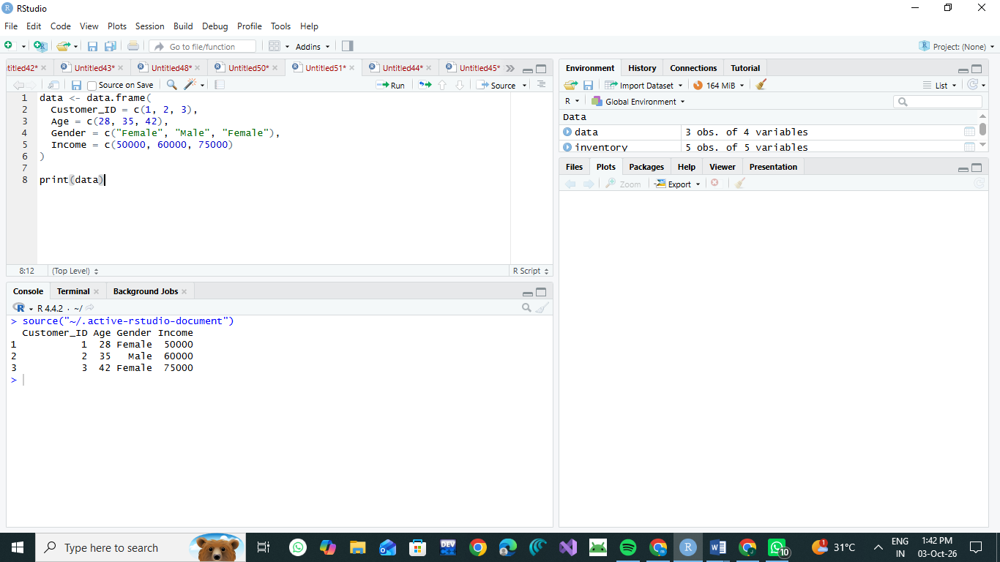 RStudio
File Edit Code View Plots Session Build Debug Profile Tools Help
Go to file/function Addins Project: (None)
ntitled42* Untitled43* Untitled48* Untitled50* Untitled51* Untitled44* Untitled45*
Source on Save Run Source
1 data <- data.frame(
2 Customer_ID = c(1, 2, 3),
3 Age = c(28, 35, 42),
4 Gender = c("Female", "Male", "Female"),
5 Income = c(50000, 60000, 75000)
6 )
7
8 print(data)
8:12 (Top Level) R Script
Console Terminal Background Jobs
R 4.4.2 · ~/
> source("~/.active-rstudio-document")
Customer_ID Age Gender Income
1 1 28 Female 50000
2 2 35 Male 60000
3 3 42 Female 75000
>
Environment History Connections Tutorial
Import Dataset 164 MiB List
R Global Environment
Data
data 3 obs. of 4 variables
inventory 5 obs. of 5 variables
Files Plots Packages Help Viewer Presentation
Zoom Export
Type here to search DEV R 10 1 31°C ENG IN 1:42 PM 03-Oct-26